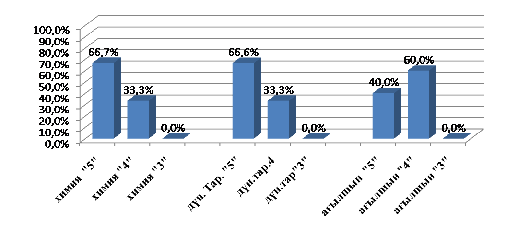 100,0%
90,0%
80,0%
70,0%
60,0%
50,0%
40,0%
30,0%
20,0%
10,0%
0,0%
66,7%
33,3%
0,0%
66,6%
33,3%
0,0%
40,0%
60,0%
0,0%
химия "5"
химия "4"
химия "3"
дүн. Тар. "5"
дүн.тар.4
дүн.тар"3"
ағылшын "5"
ағылшын "4"
ағылшын "3"